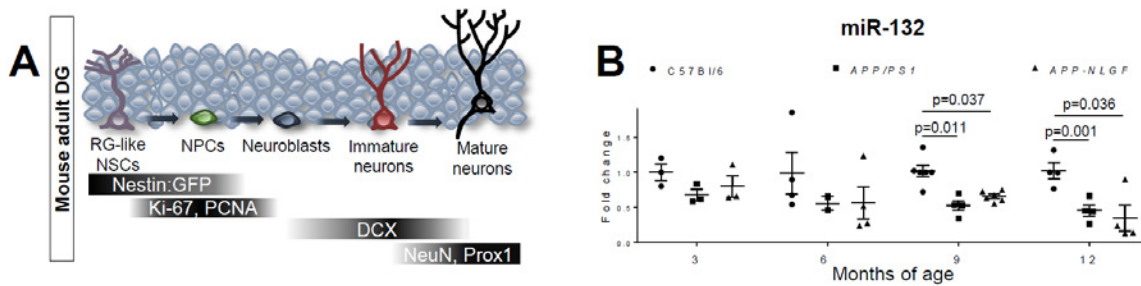 A
Mouse adult DG
RG-like
NSCs
NPCs
Neuroblasts
Immature
neurons
Mature
neurons
Nestin:GFP
Ki-67, PCNA
DCX
NeuN, Prox1
miR-132
B
C57Bl/6
APP/PS1
APP-NLGF
p=0.037
p=0.011
p=0.036
p=0.001
Fold change
1.5
1.0
0.5
0.0
3
6
9
12
Months of age